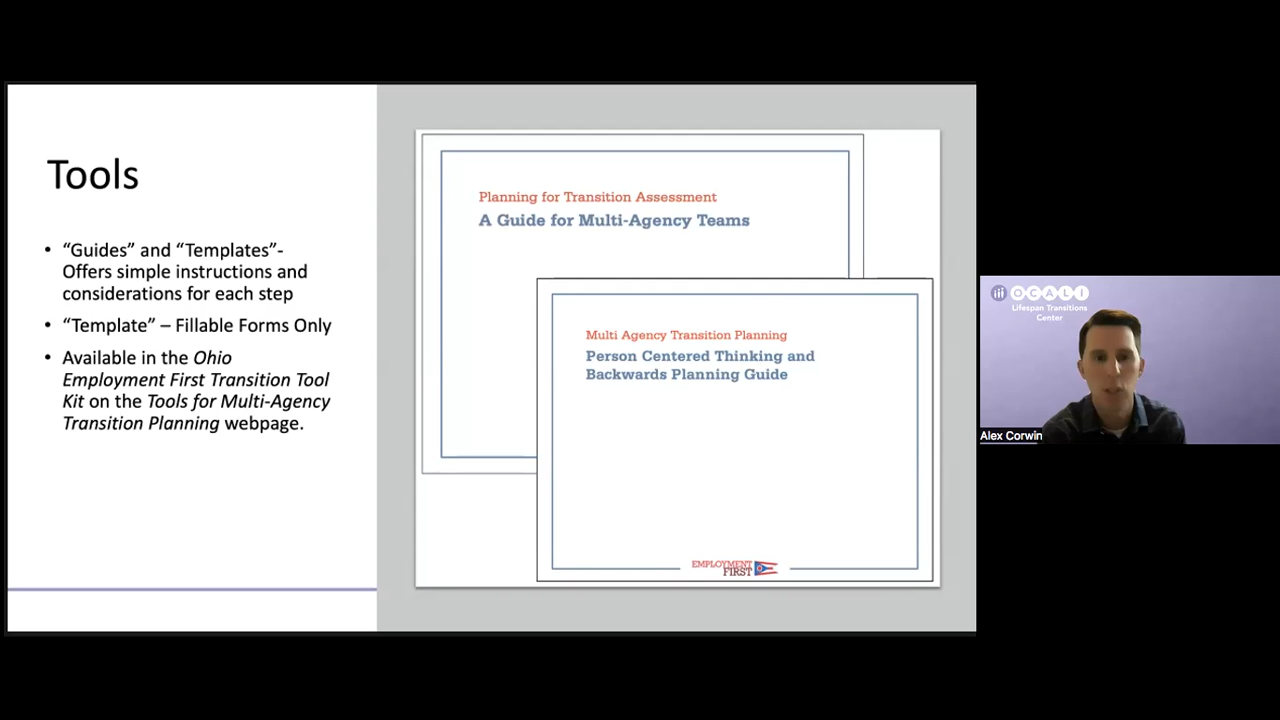 Tools
• “Guides” and “Templates”-
Offers simple instructions and
considerations for each step
• “Template” – Fillable Forms Only
• Available in the Ohio
Employment First Transition Tool
Kit on the Tools for Multi-Agency
Transition Planning webpage.
Planning for Transition Assessment
A Guide for Multi-Agency Teams
Multi Agency Transition Planning
Person Centered Thinking and
Backwards Planning Guide
EMPLOYMENT
FIRST
OCALI
Lifespan Transitions
Center
Alex Corwin